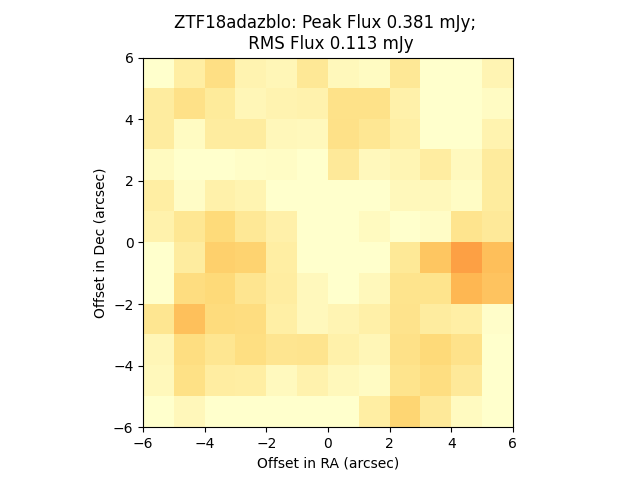 ZTF18adazblo: Peak Flux 0.381 mJy;
RMS Flux 0.113 mJy
6
4
2
0
−2
−4
−6
Offset in Dec (arcsec)
−6 −4 −2 0 2 4 6
Offset in RA (arcsec)